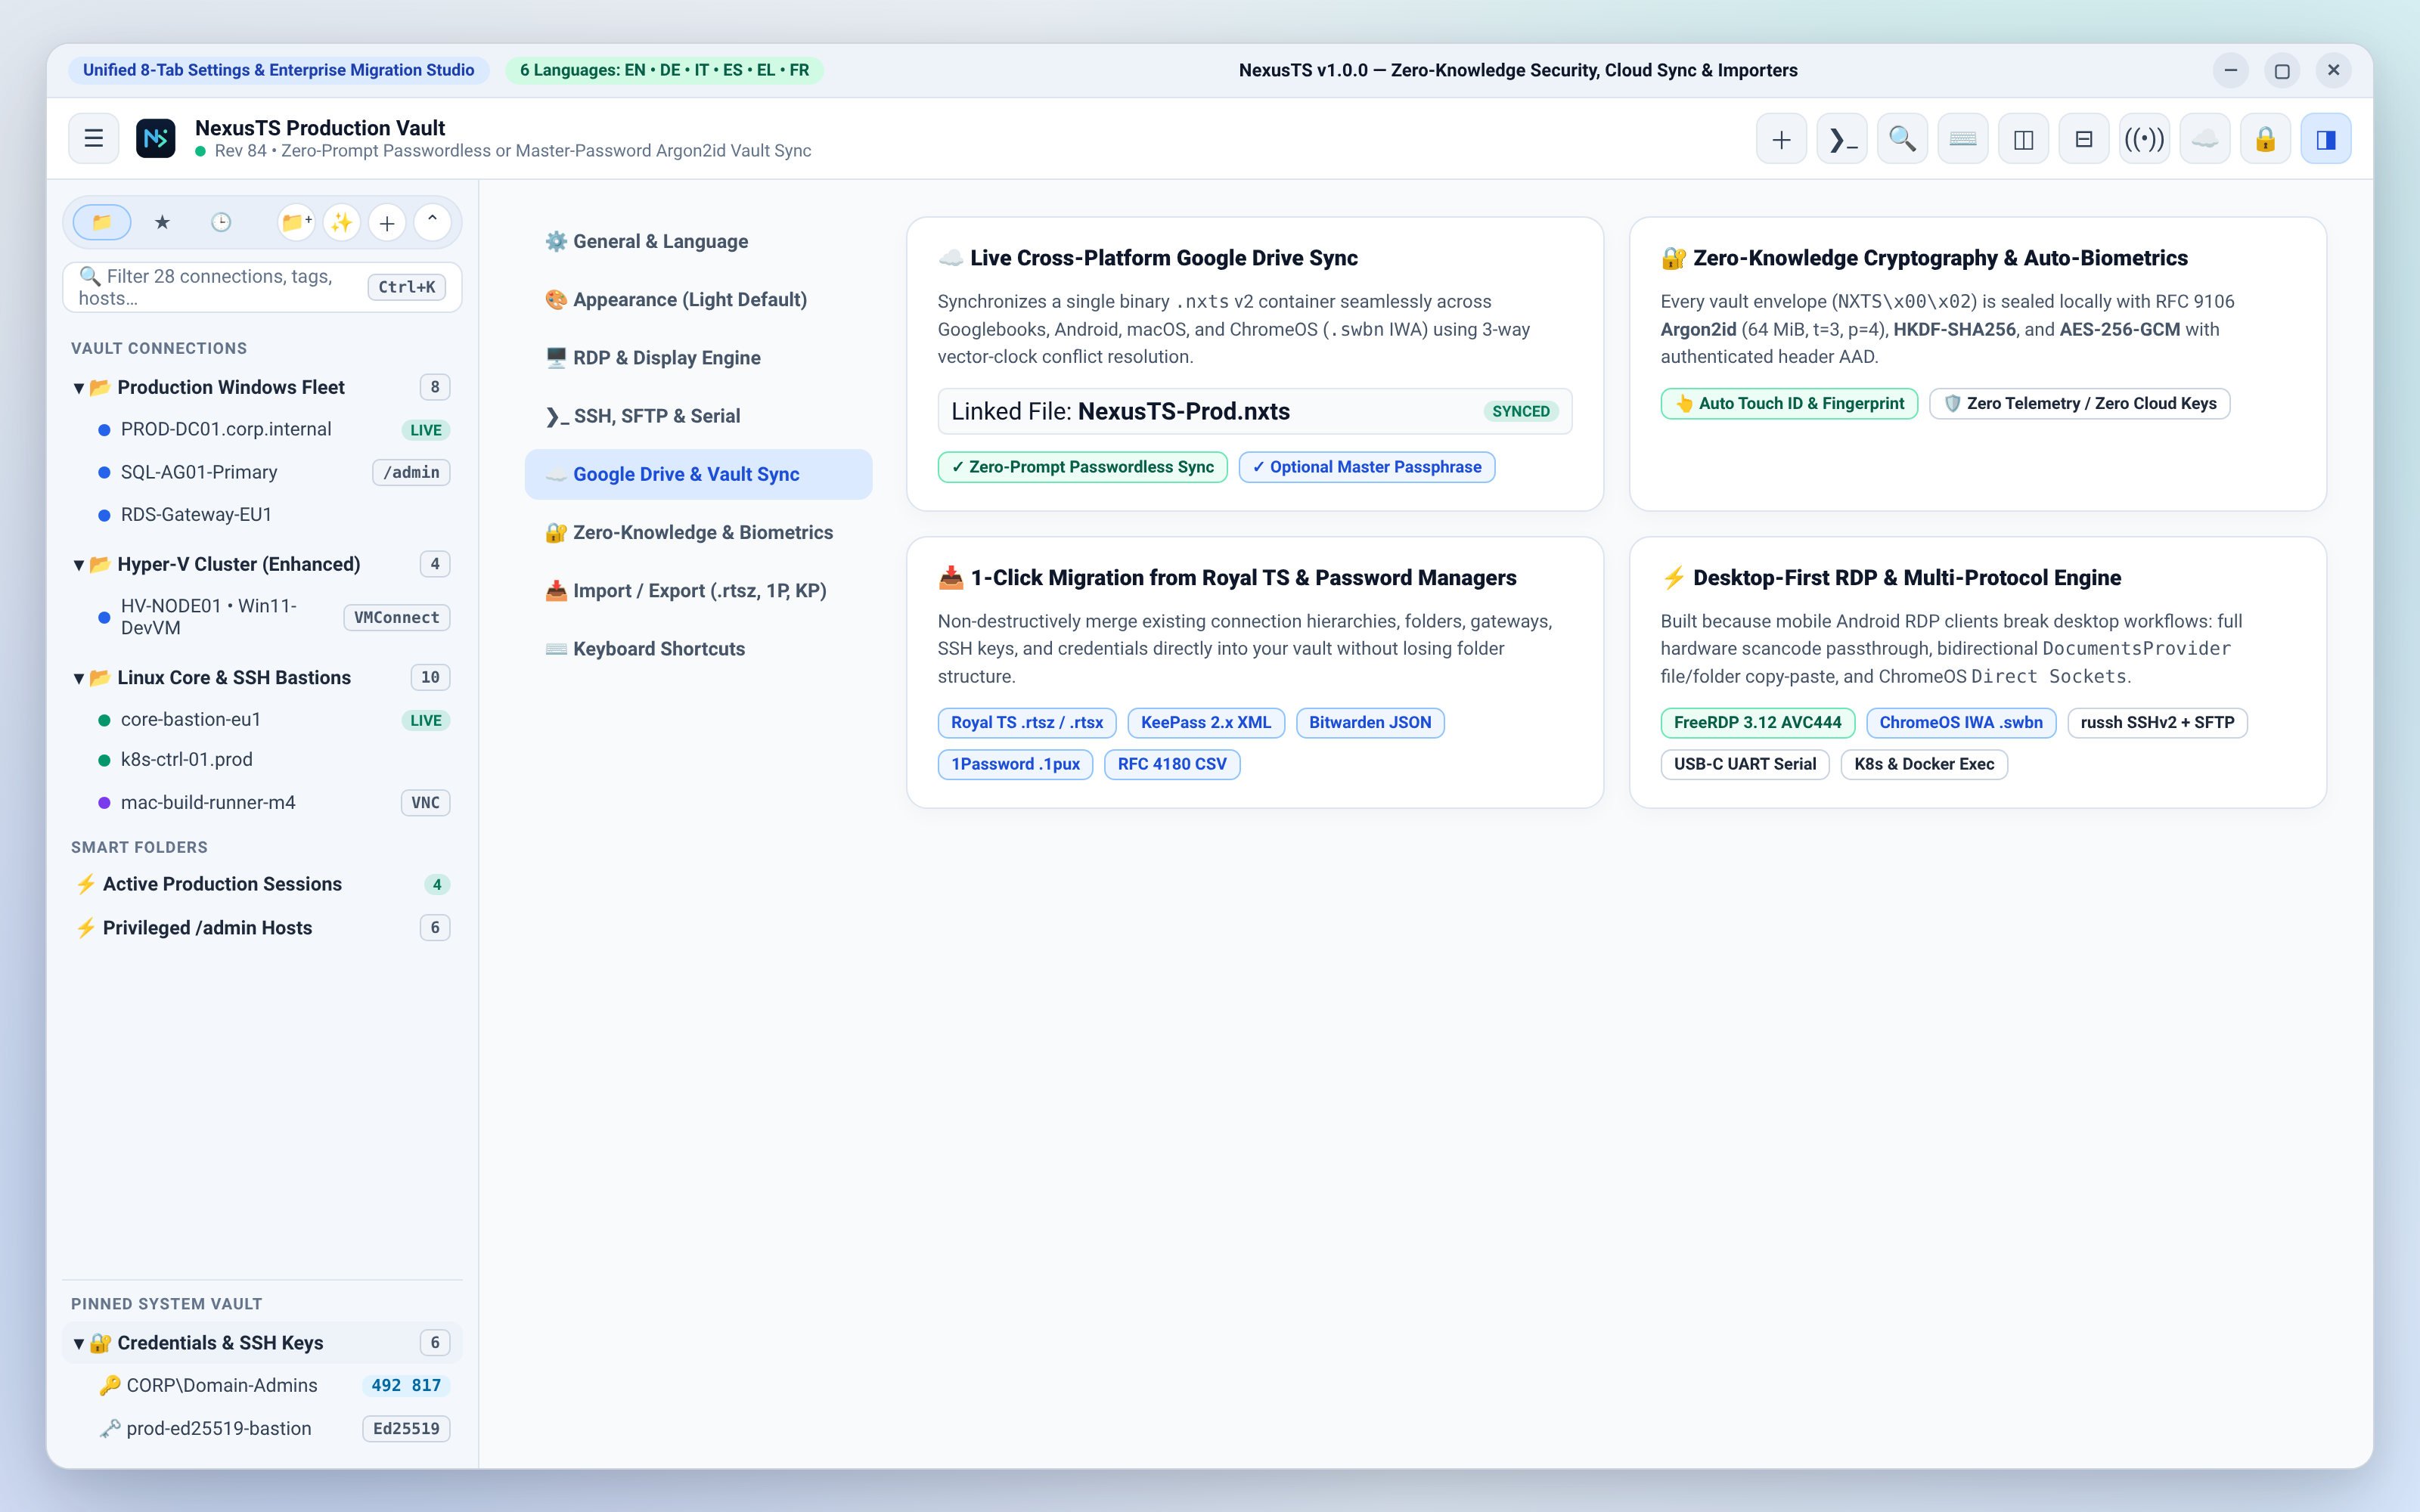 Unified 8-Tab Settings & Enterprise Migration Studio
6 Languages: EN • DE • IT • ES • EL • FR
NexusTS v1.0.0 — Zero-Knowledge Security, Cloud Sync & Importers
NexusTS Production Vault
Rev 84 • Zero-Prompt Passwordless or Master-Password Argon2id Vault Sync
Filter 28 connections, tags,
hosts...
Ctrl+K
VAULT CONNECTIONS
Production Windows Fleet 8
PROD-DC01.corp.internal LIVE
SQL-AG01-Primary /admin
RDS-Gateway-EU1
Hyper-V Cluster (Enhanced) 4
HV-NODE01 • Win11-
DevVM
VMConnect
Linux Core & SSH Bastions 10
core-bastion-eu1 LIVE
k8s-ctrl-01.prod
mac-build-runner-m4 VNC
SMART FOLDERS
Active Production Sessions 4
Privileged /admin Hosts 6
PINNED SYSTEM VAULT
Credentials & SSH Keys 6
CORP\Domain-Admins 492 817
prod-ed25519-bastion Ed25519
General & Language
Appearance (Light Default)
RDP & Display Engine
❯_ SSH, SFTP & Serial
Google Drive & Vault Sync
Zero-Knowledge & Biometrics
Import / Export (.rtsz, 1P, KP)
Keyboard Shortcuts
Live Cross-Platform Google Drive Sync
Synchronizes a single binary .nxts v2 container seamlessly across
Googlebooks, Android, macOS, and ChromeOS (.swbn IWA) using 3-way
vector-clock conflict resolution.
Linked File: NexusTS-Prod.nxts SYNCED
✓ Zero-Prompt Passwordless Sync ✓ Optional Master Passphrase
Zero-Knowledge Cryptography & Auto-Biometrics
Every vault envelope (NXTS\x00\x02) is sealed locally with RFC 9106
Argon2id (64 MiB, t=3, p=4), HKDF-SHA256, and AES-256-GCM with
authenticated header AAD.
Auto Touch ID & Fingerprint Zero Telemetry / Zero Cloud Keys
1-Click Migration from Royal TS & Password Managers
Non-destructively merge existing connection hierarchies, folders, gateways,
SSH keys, and credentials directly into your vault without losing folder
structure.
Royal TS .rtsz / .rtsx KeePass 2.x XML Bitwarden JSON
1Password .1pux RFC 4180 CSV
Desktop-First RDP & Multi-Protocol Engine
Built because mobile Android RDP clients break desktop workflows: full
hardware scancode passthrough, bidirectional DocumentsProvider
file/folder copy-paste, and ChromeOS Direct Sockets.
FreeRDP 3.12 AVC444 ChromeOS IWA .swbn russh SSHv2 + SFTP
USB-C UART Serial K8s & Docker Exec